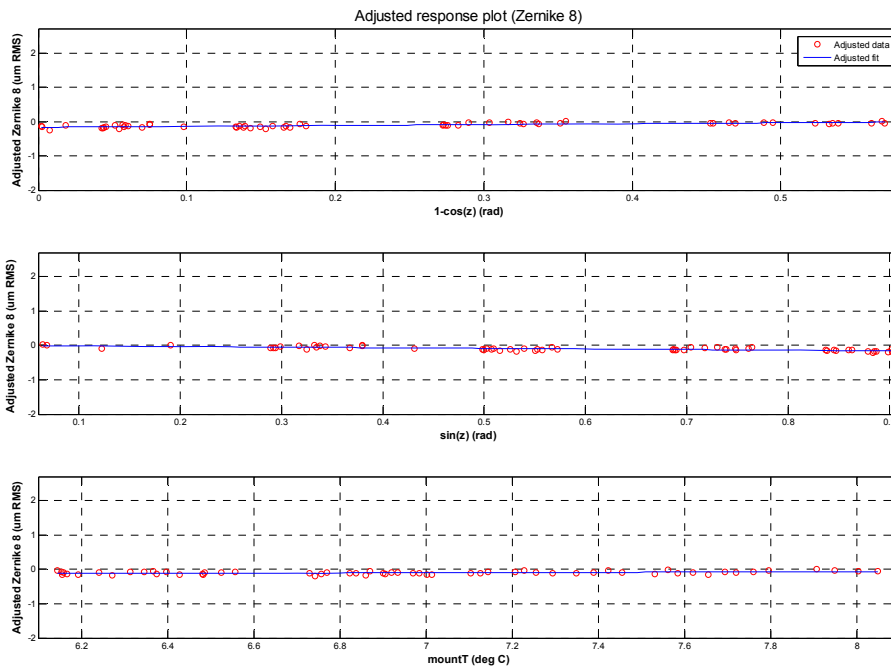 Adjusted response plot (Zernike 8)
Adjusted data
Adjusted fit
Adjusted Zernike 8 (um RMS)
2
1
0
-1
-2
0 0.1 0.2 0.3 0.4 0.5
1-cos(z) (rad)
Adjusted Zernike 8 (um RMS)
2
1
0
-1
-2
0.1 0.2 0.3 0.4 0.5 0.6 0.7 0.8 0.
sin(z) (rad)
Adjusted Zernike 8 (um RMS)
2
1
0
-1
-2
6.2 6.4 6.6 6.8 7 7.2 7.4 7.6 7.8 8
mountT (deg C)